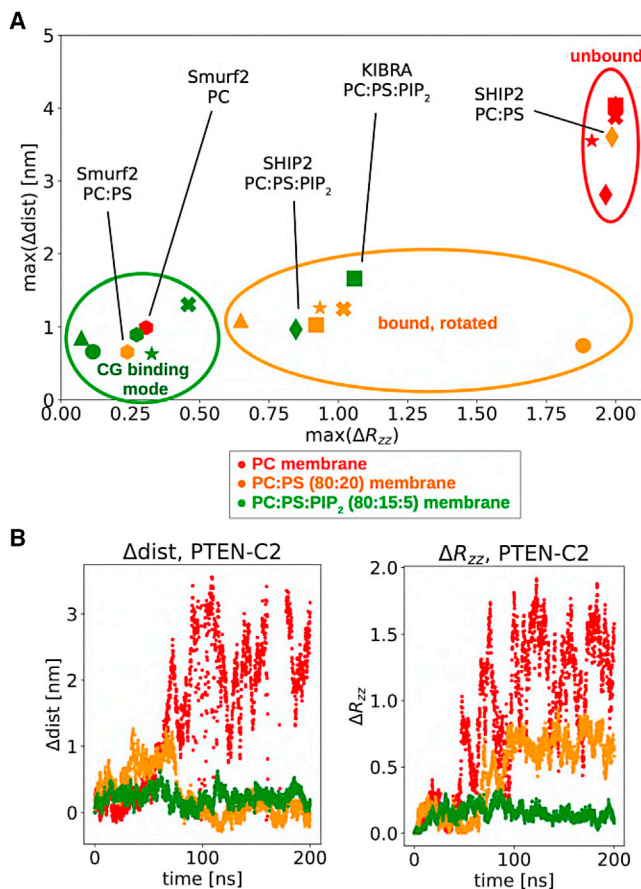 A
5
4
3
2
1
0
max(Δdist) [nm]
unbound
KIBRA
PC:PS:PIP₂
Smurf2
PC
SHIP2
PC:PS
Smurf2
PC:PS
SHIP2
PC:PS:PIP₂
bound, rotated
CG binding
mode
0.00 0.25 0.50 0.75 1.00 1.25 1.50 1.75 2.00
max(ΔRzz)
PC membrane
PC:PS (80:20) membrane
PC:PS:PIP₂ (80:15:5) membrane
B
Δdist, PTEN-C2
3
2
1
0
Δdist [nm]
0 100 200
time [ns]
ΔRzz, PTEN-C2
2.0
1.5
1.0
0.5
0.0
ΔRzz
0 100 200
time [ns]